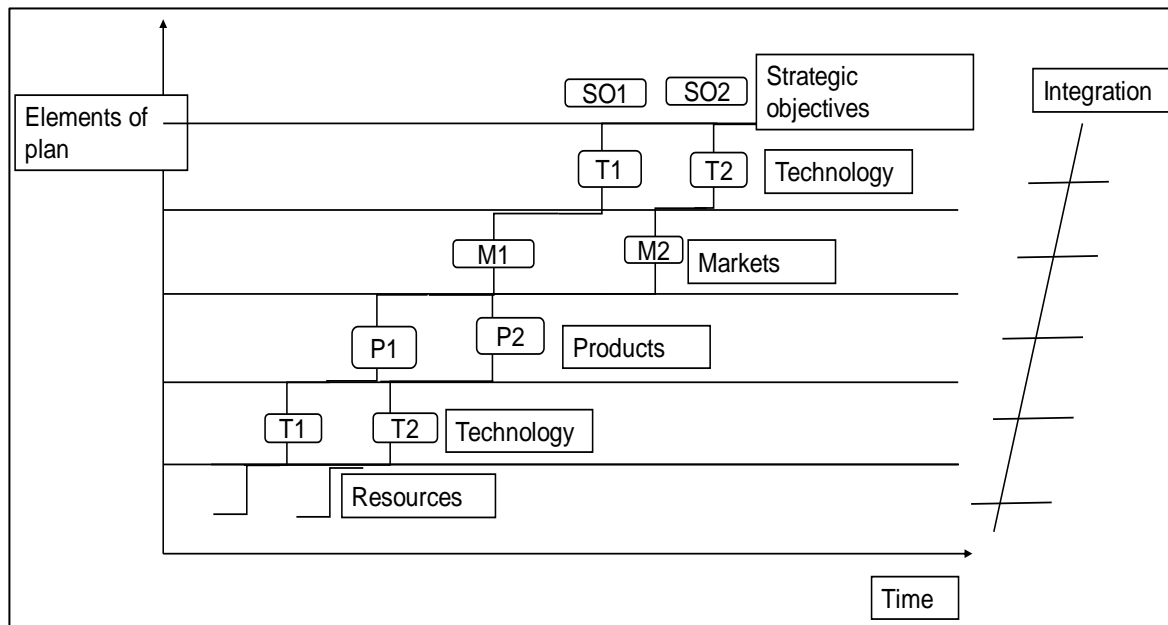 Elements of
plan
SO1
SO2
Strategic
objectives
Integration
T1
T2
Technology
M1
M2
Markets
P1
P2
Products
T1
T2
Technology
Resources
Time